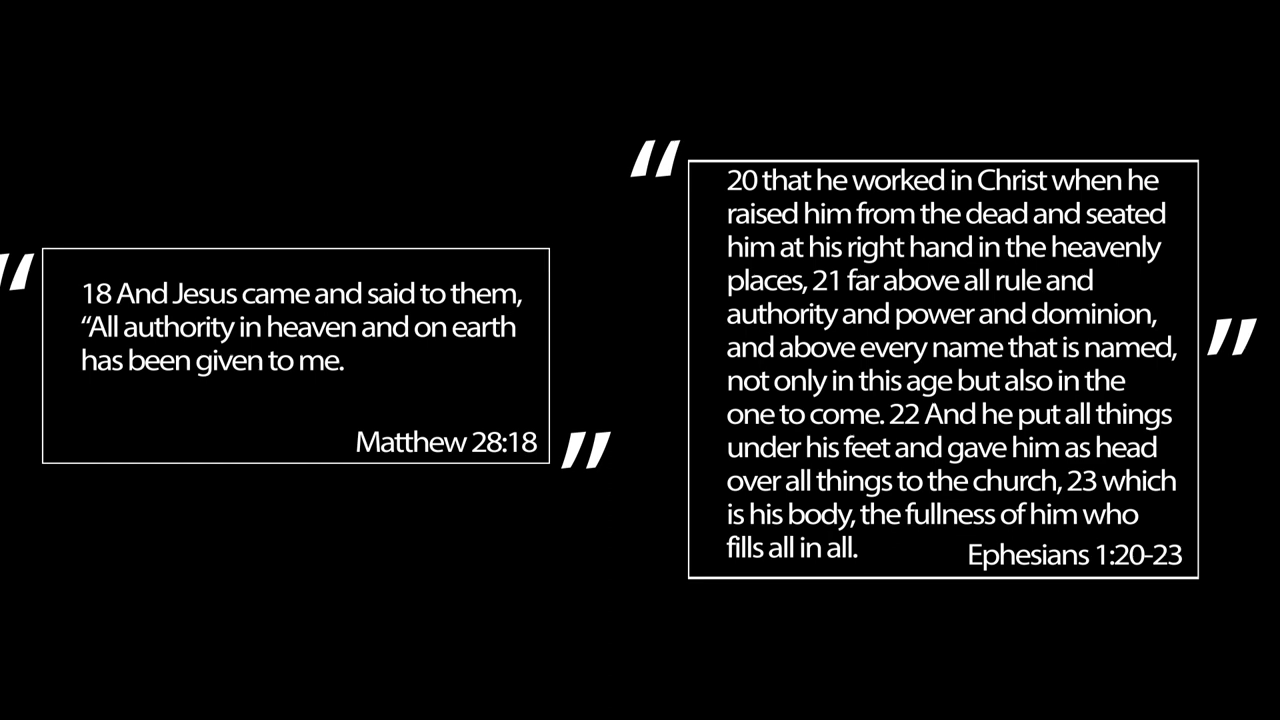 “
18 And Jesus came and said to them,
“All authority in heaven and on earth
has been given to me.
Matthew 28:18
”
“
20 that he worked in Christ when he
raised him from the dead and seated
him at his right hand in the heavenly
places, 21 far above all rule and
authority and power and dominion,
and above every name that is named,
not only in this age but also in the
one to come. 22 And he put all things
under his feet and gave him as head
over all things to the church, 23 which
is his body, the fullness of him who
fills all in all.
Ephesians 1:20-23
”